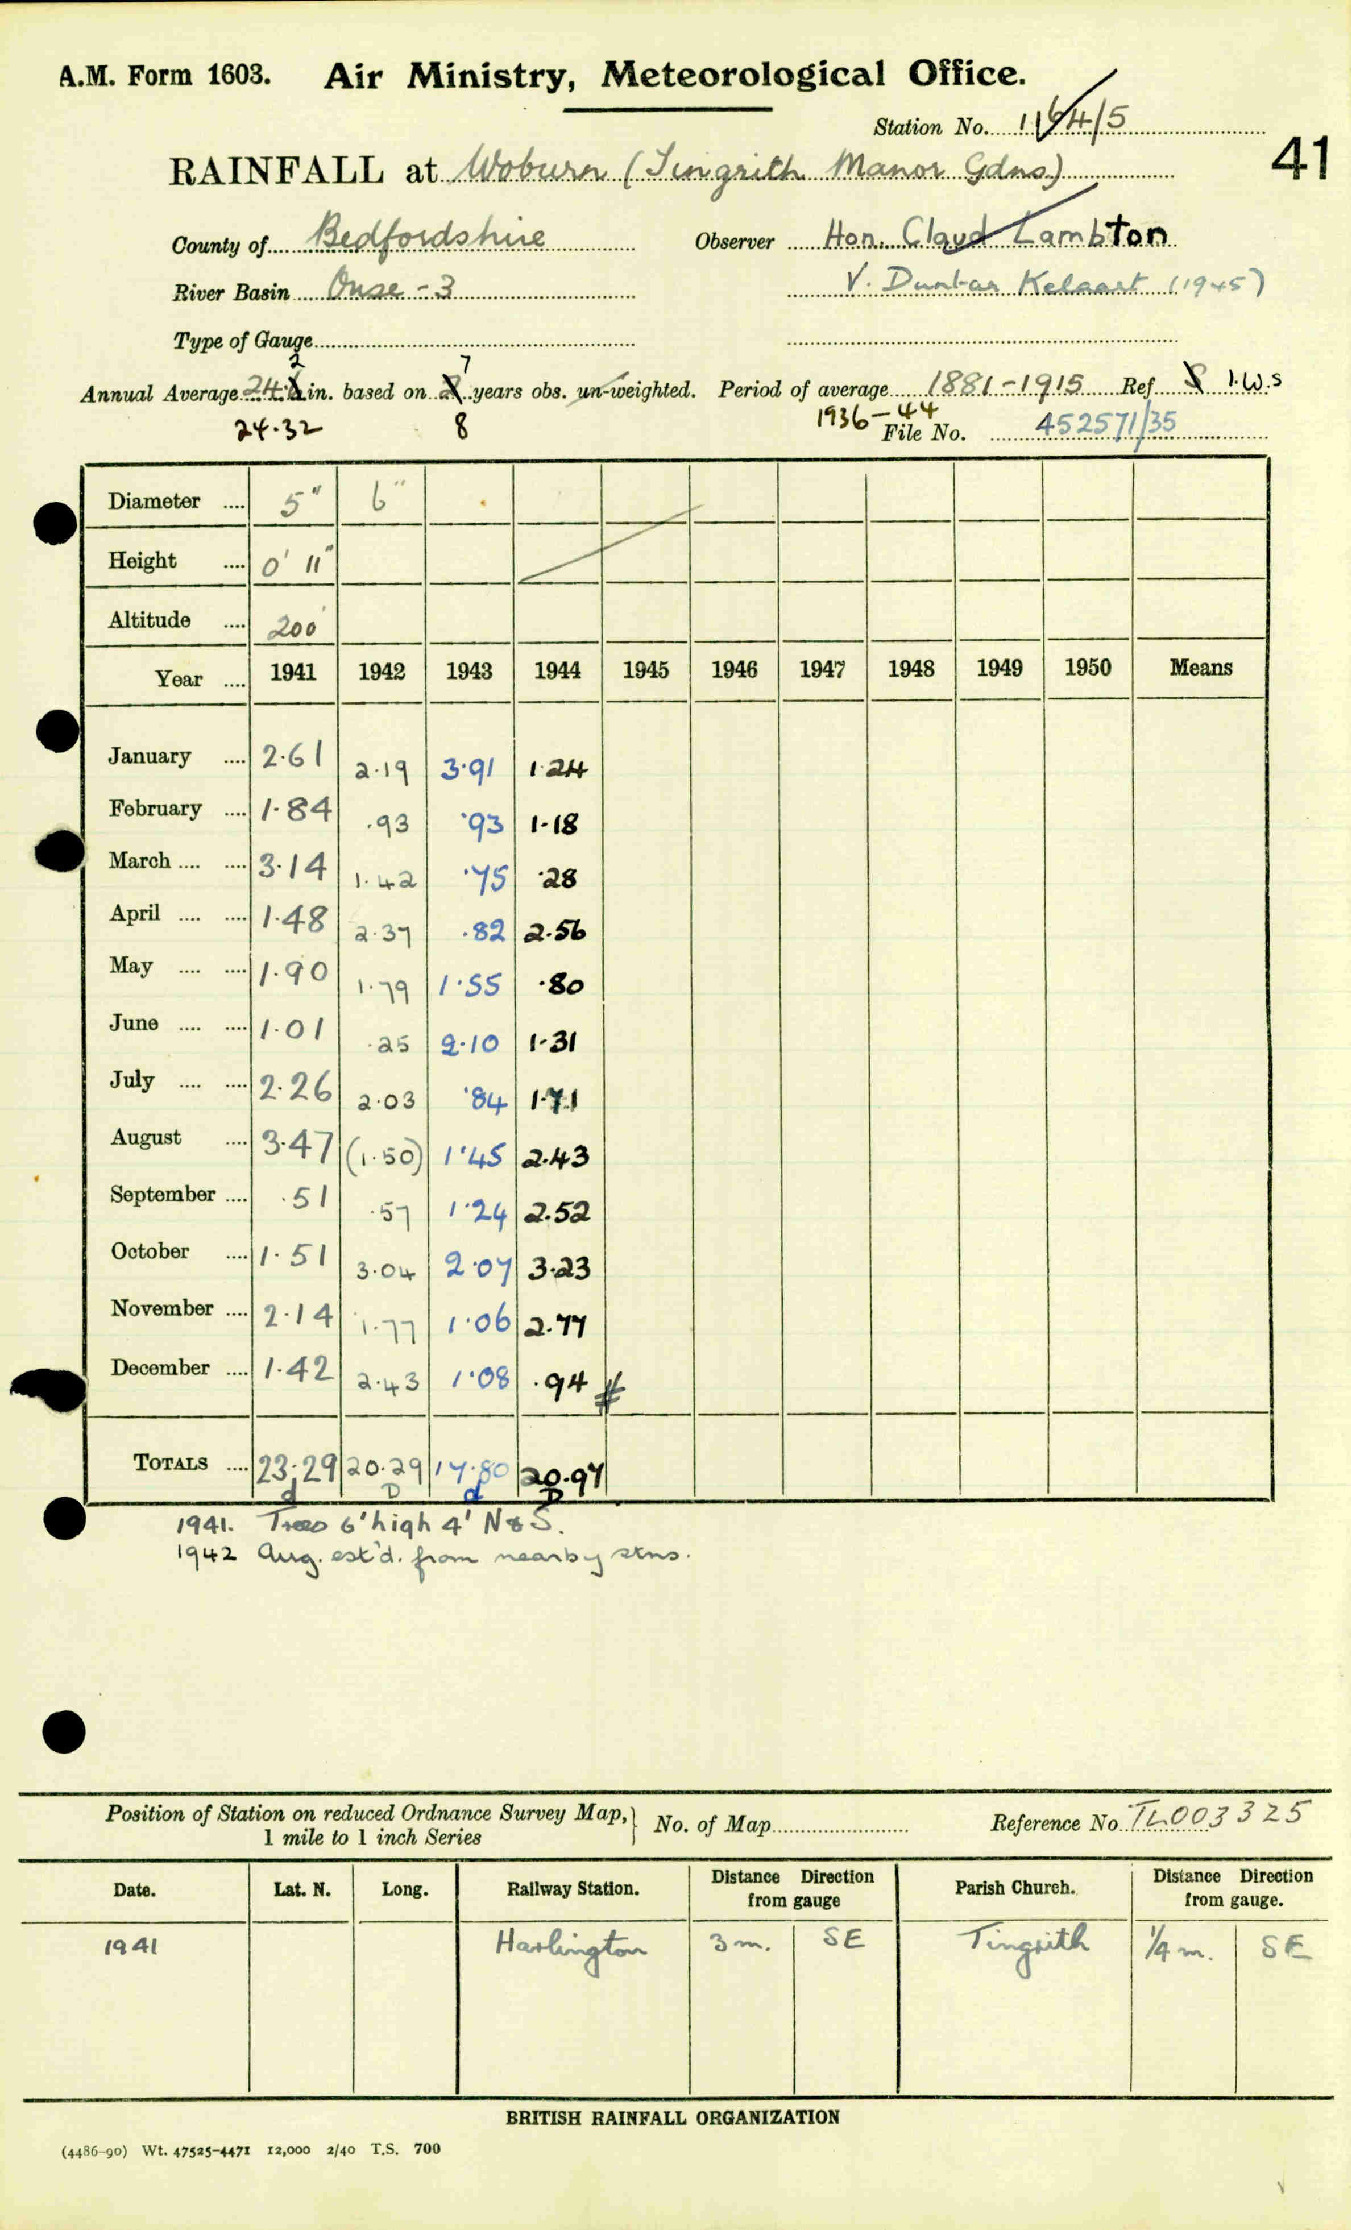 A.M. Form 1603. Air Ministry, Meteorological Office.
Station No. 1164/5
41
RAINFALL at Woburn (Tingrith Manor Gdns)
County of Bedfordshire Observer Hon. Claud Lambton
River Basin Ouse - 3 V. Dunbar Kelaart (1945)
Type of Gauge
2 7
Annual Average 24. in. based on years obs. un-weighted. Period of average 1881-1915 Ref S I.W.S
24.32 8 1936-44 File No. 452571/35
Diameter .... 5" 6"
Height .... 0' 11"
Altitude .... 200'
Year .... 1941 1942 1943 1944 1945 1946 1947 1948 1949 1950 Means
January .... 2.61 2.19 3.91 1.24
February .... 1.84 .93 .93 1.18
March .... .... 3.14 1.42 .75 .28
April .... .... 1.48 2.37 .82 2.56
May .... .... 1.90 1.79 1.55 .80
June .... .... 1.01 .25 2.10 1.31
July .... .... 2.26 2.03 .84 1.71
August .... 3.47 (1.50) 1.45 2.43
September .... .51 .57 1.24 2.52
October .... 1.51 3.04 2.07 3.23
November .... 2.14 1.77 1.06 2.77
December .... 1.42 2.43 1.08 .94 #
TOTALS .... 23.29 20.29 17.80 20.97
d D d D
1941. Trees 6' high 4' N & S.
1942 Aug. est'd. from nearby stns.
Position of Station on reduced Ordnance Survey Map,} No. of Map Reference No TL003325
1 mile to 1 inch Series
Date. Lat. N. Long. Railway Station. Distance from gauge Direction Parish Church. Distance from gauge. Direction
1941 Harlington 3 m. SE Tingrith 1/4 m. SE
BRITISH RAINFALL ORGANIZATION
(4486-90) Wt. 47525-4471 12,000 2/40 T.S. 700